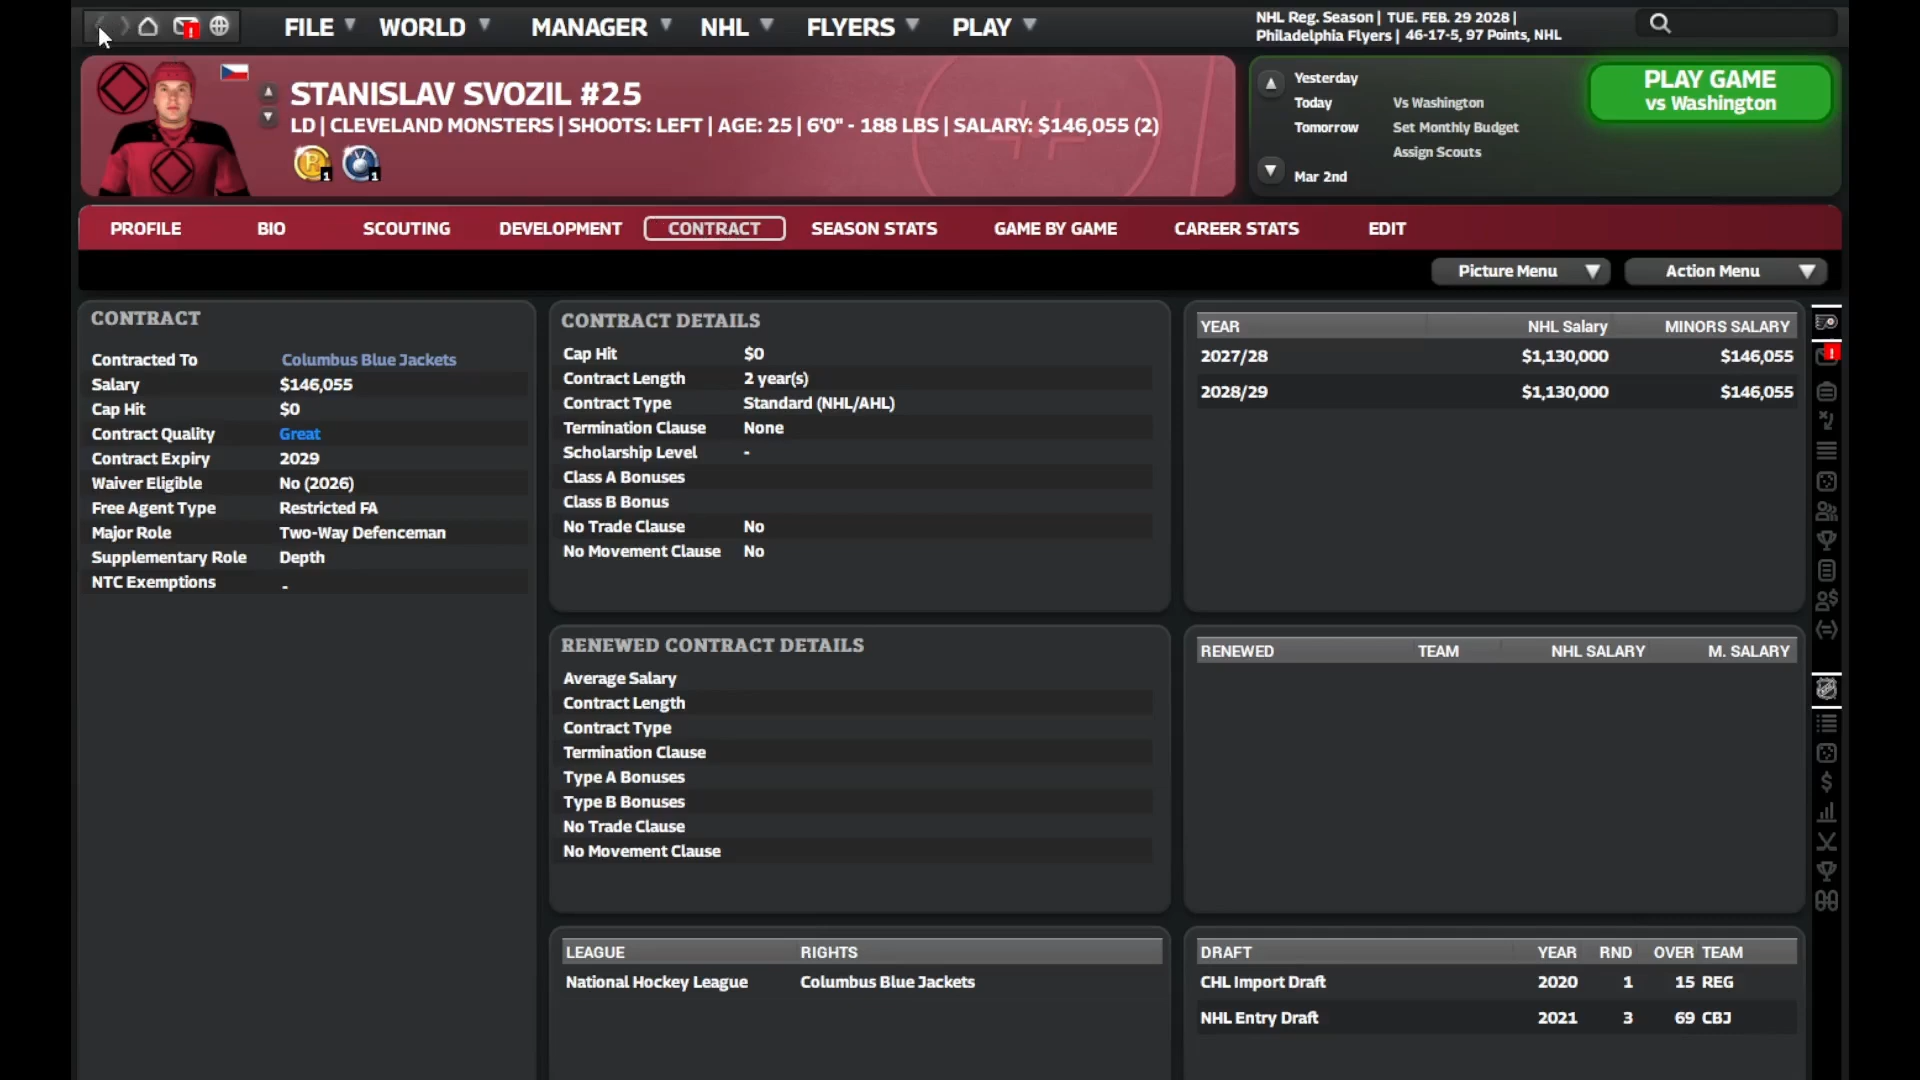 FILE WORLD MANAGER NHL FLYERS PLAY
NHL Reg. Season | TUE. FEB. 29 2028 |
Philadelphia Flyers | 46-17-5, 97 Points, NHL
STANISLAV SVOZIL #25
LD | CLEVELAND MONSTERS | SHOOTS: LEFT | AGE: 25 | 6'0" - 188 LBS | SALARY: $146,055 (2)
R 1 1
Yesterday
Today Vs Washington
Tomorrow Set Monthly Budget
Assign Scouts
Mar 2nd
PLAY GAME
vs Washington
PROFILE BIO SCOUTING DEVELOPMENT CONTRACT SEASON STATS GAME BY GAME CAREER STATS EDIT
Picture Menu Action Menu
CONTRACT
Contracted To Columbus Blue Jackets
Salary $146,055
Cap Hit $0
Contract Quality Great
Contract Expiry 2029
Waiver Eligible No (2026)
Free Agent Type Restricted FA
Major Role Two-Way Defenceman
Supplementary Role Depth
NTC Exemptions -
CONTRACT DETAILS
Cap Hit $0
Contract Length 2 year(s)
Contract Type Standard (NHL/AHL)
Termination Clause None
Scholarship Level -
Class A Bonuses
Class B Bonus
No Trade Clause No
No Movement Clause No
YEAR NHL Salary MINORS SALARY
2027/28 $1,130,000 $146,055
2028/29 $1,130,000 $146,055
RENEWED CONTRACT DETAILS
Average Salary
Contract Length
Contract Type
Termination Clause
Type A Bonuses
Type B Bonuses
No Trade Clause
No Movement Clause
RENEWED TEAM NHL SALARY M. SALARY
LEAGUE RIGHTS
National Hockey League Columbus Blue Jackets
DRAFT YEAR RND OVER TEAM
CHL Import Draft 2020 1 15 REG
NHL Entry Draft 2021 3 69 CBJ